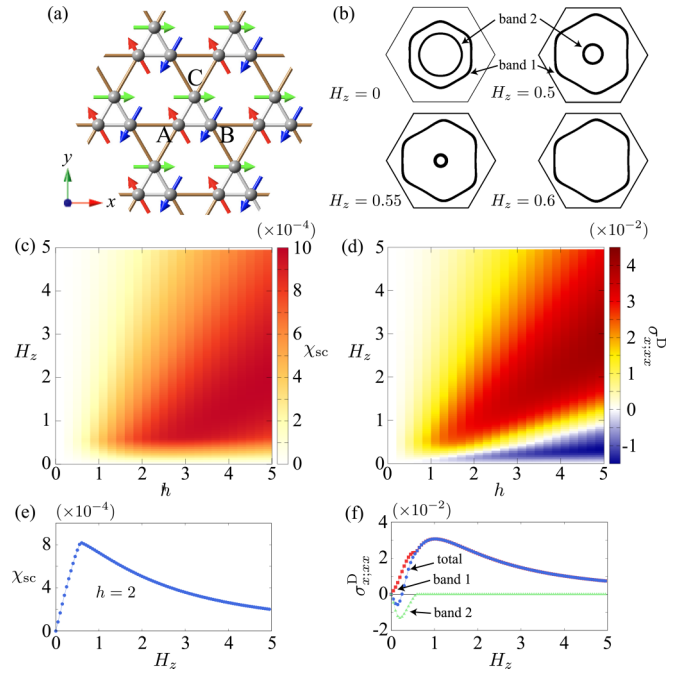 (a)
C
A
B
y
x
(b)
band 2
band 1
H_z = 0
H_z = 0.5
H_z = 0.55
H_z = 0.6
(c)
(×10⁻⁴)
5
4
3
2
1
0
H_z
0 1 2 3 4 5
h
10
8
6
4
2
0
χ_sc
(d)
(×10⁻²)
5
4
3
2
1
0
H_z
0 1 2 3 4 5
h
4
3
2
1
0
-1
σ^D_{x;xx}
(e)
(×10⁻⁴)
8
4
0
χ_sc
h = 2
0 1 2 3 4 5
H_z
(f)
(×10⁻²)
4
2
0
-2
σ^D_{x;xx}
total
band 1
band 2
0 1 2 3 4 5
H_z